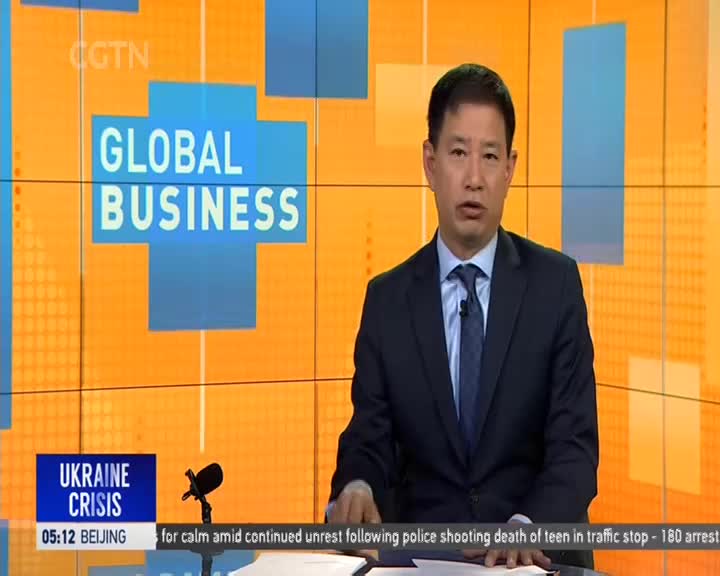 CGTN
GLOBAL
BUSINESS
UKRAINE
CRISIS
05:12 BEIJING
for calm amid continued unrest following police shooting death of teen in traffic stop - 180 arrest